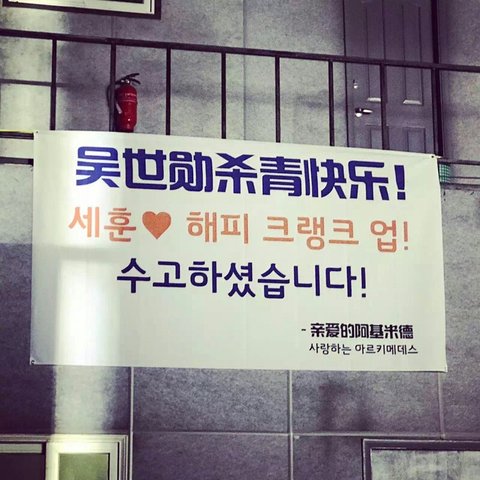 吴世勋杀青快乐!
세훈♥ 해피 크랭크 업!
수고하셨습니다!
- 亲爱的阿基米德
사랑하는 아르키메데스